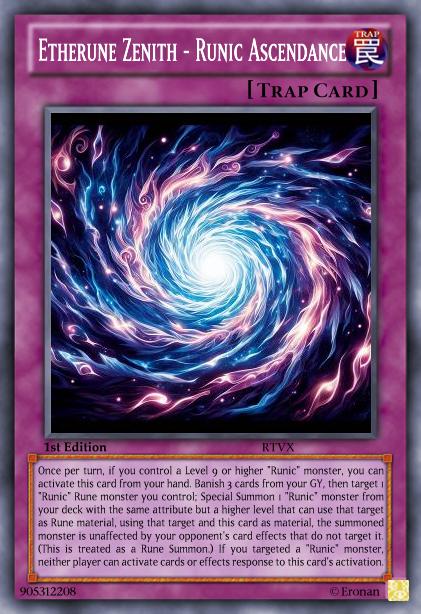 Etherune Zenith - Runic Ascendance
TRAP
罠
[ Trap Card ]
1st Edition RTVX
Once per turn, if you control a Level 9 or higher "Runic" monster, you can
activate this card from your hand. Banish 3 cards from your GY, then target 1
"Runic" Rune monster you control; Special Summon 1 "Runic" monster from
your deck with the same attribute but a higher level that can use that target
as Rune material, using that target and this card as material, the summoned
monster is unaffected by your opponent's card effects that do not target it.
(This is treated as a Rune Summon.) If you targeted a "Runic" monster,
neither player can activate cards or effects response to this card's activation.
905312208 © Eronan